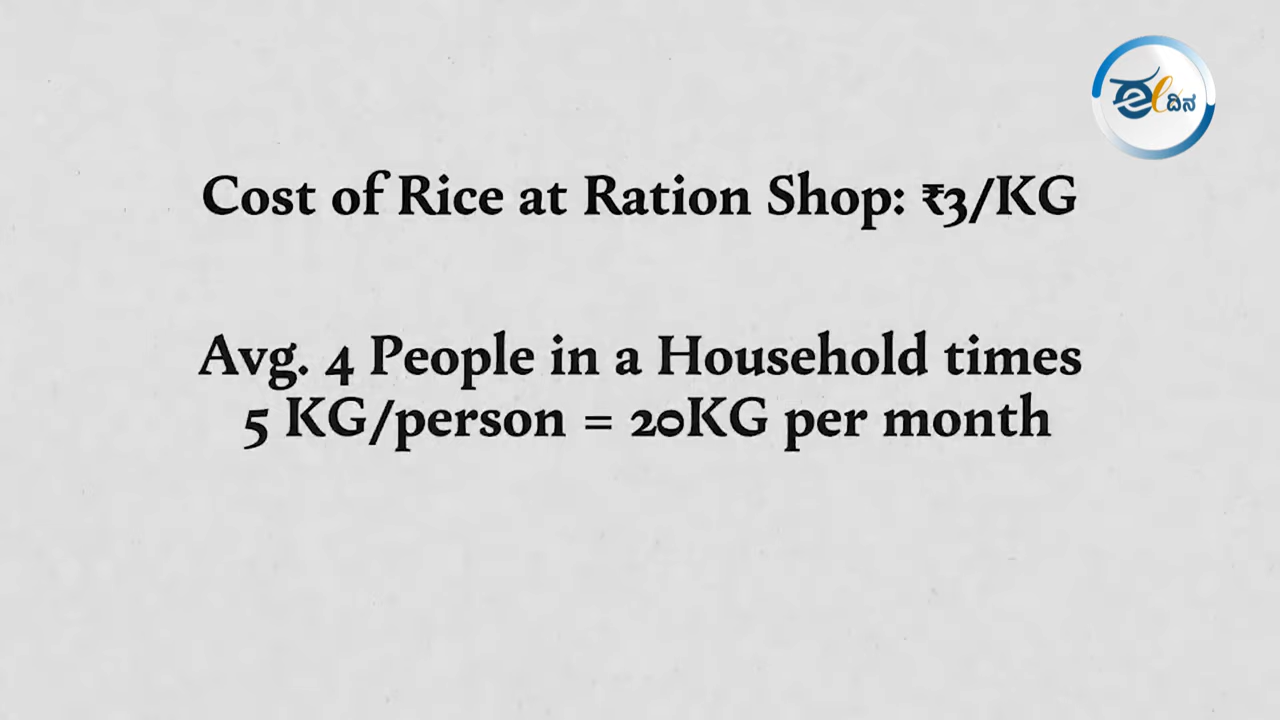 ಈ ದಿನ
Cost of Rice at Ration Shop: ₹3/KG
Avg. 4 People in a Household times
5 KG/person = 20KG per month